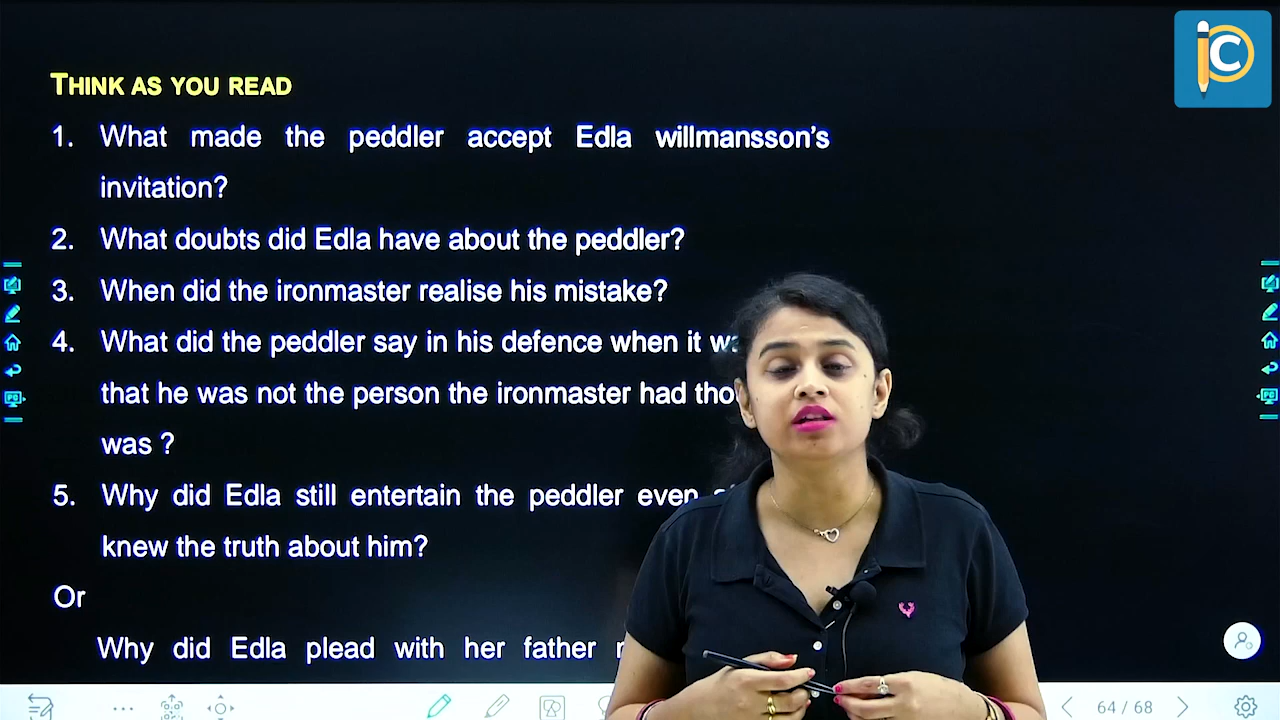 THINK AS YOU READ
1. What made the peddler accept Edla willmansson's
invitation?
2. What doubts did Edla have about the peddler?
3. When did the ironmaster realise his mistake?
4. What did the peddler say in his defence when it
that he was not the person the ironmaster had
was ?
5. Why did Edla still entertain the peddler even
knew the truth about him?
Or
Why did Edla plead with her father
64 / 68